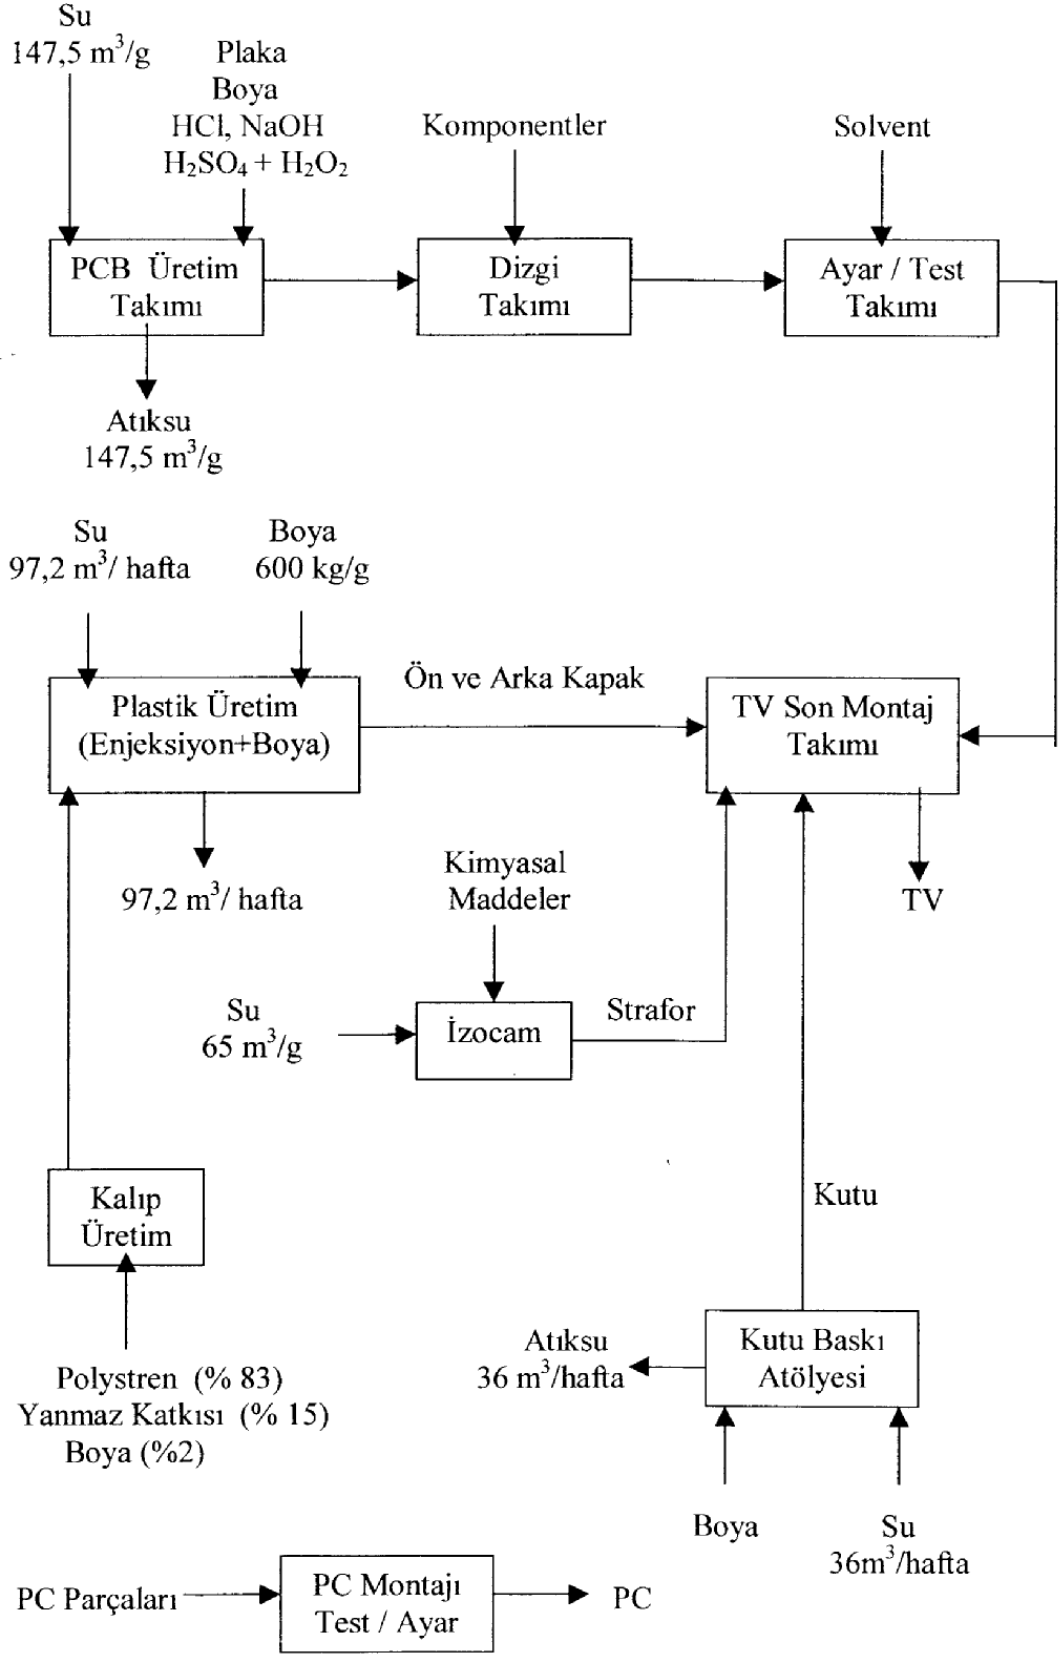 Su
147,5 m³/g
Plaka
Boya
HCl, NaOH
H₂SO₄ + H₂O₂
Komponentler
Solvent
PCB Üretim
Takımı
Dizgi
Takımı
Ayar / Test
Takımı
Atıksu
147,5 m³/g
Su
97,2 m³/ hafta
Boya
600 kg/g
Plastik Üretim
(Enjeksiyon+Boya)
Ön ve Arka Kapak
TV Son Montaj
Takımı
97,2 m³/ hafta
Kimyasal
Maddeler
TV
Su
65 m³/g
İzocam
Strafor
Kalıp
Üretim
Kutu
Polystren (% 83)
Yanmaz Katkısı (% 15)
Boya (%2)
Atıksu
36 m³/hafta
Kutu Baskı
Atölyesi
Boya
Su
36m³/hafta
PC Parçaları
PC Montajı
Test / Ayar
PC